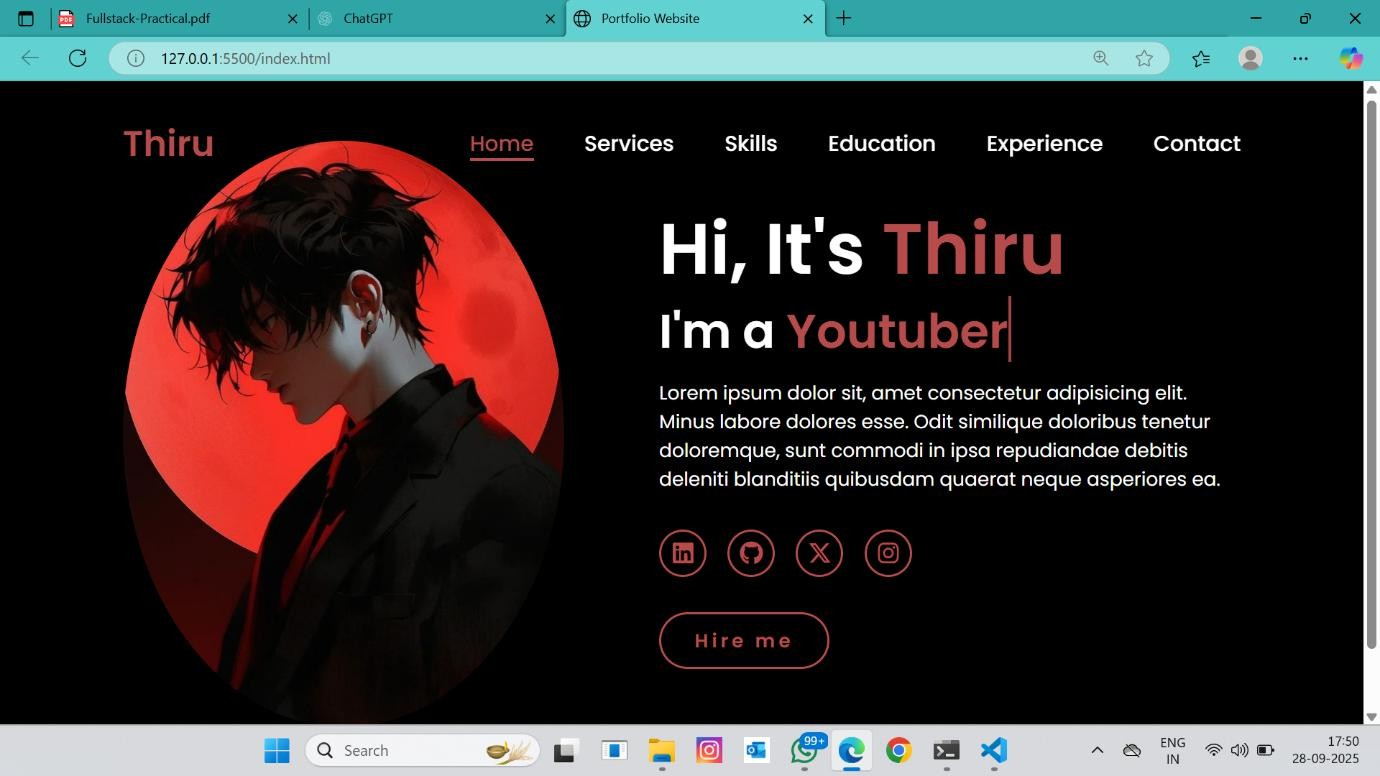 Fullstack-Practical.pdf
ChatGPT
Portfolio Website
127.0.0.1:5500/index.html
Thiru
Home Services Skills Education Experience Contact
Hi, It's Thiru
I'm a Youtuber
Lorem ipsum dolor sit, amet consectetur adipisicing elit.
Minus labore dolores esse. Odit similique doloribus tenetur
doloremque, sunt commodi in ipsa repudiandae debitis
deleniti blanditiis quibusdam quaerat neque asperiores ea.
Hire me
Search
99+
ENG
IN
17:50
28-09-2025